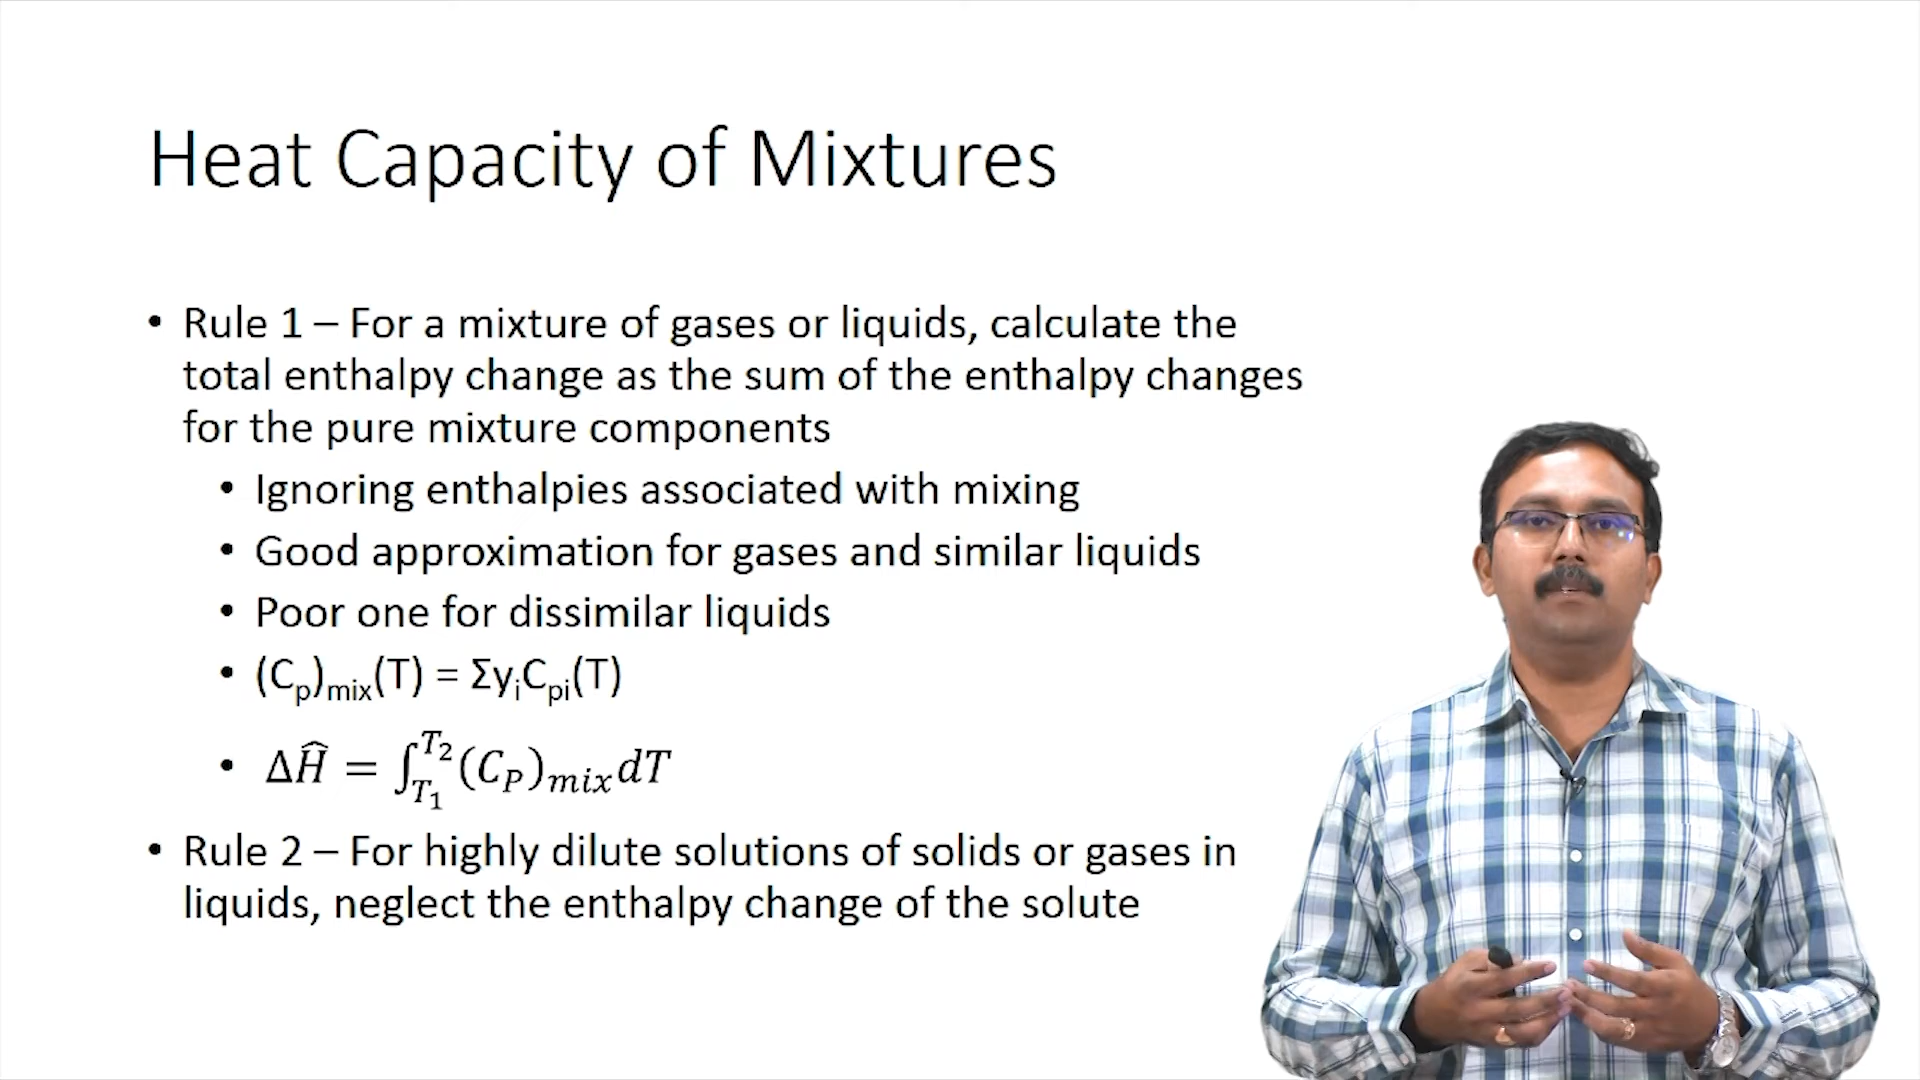 Heat Capacity of Mixtures
• Rule 1 – For a mixture of gases or liquids, calculate the
total enthalpy change as the sum of the enthalpy changes
for the pure mixture components
• Ignoring enthalpies associated with mixing
• Good approximation for gases and similar liquids
• Poor one for dissimilar liquids
• (Cₚ)ₘᵢₓ(T) = ΣyᵢCₚᵢ(T)
• ΔĤ = ∫_{T₁}^{T₂}(C_P)_{mix}dT
• Rule 2 – For highly dilute solutions of solids or gases in
liquids, neglect the enthalpy change of the solute